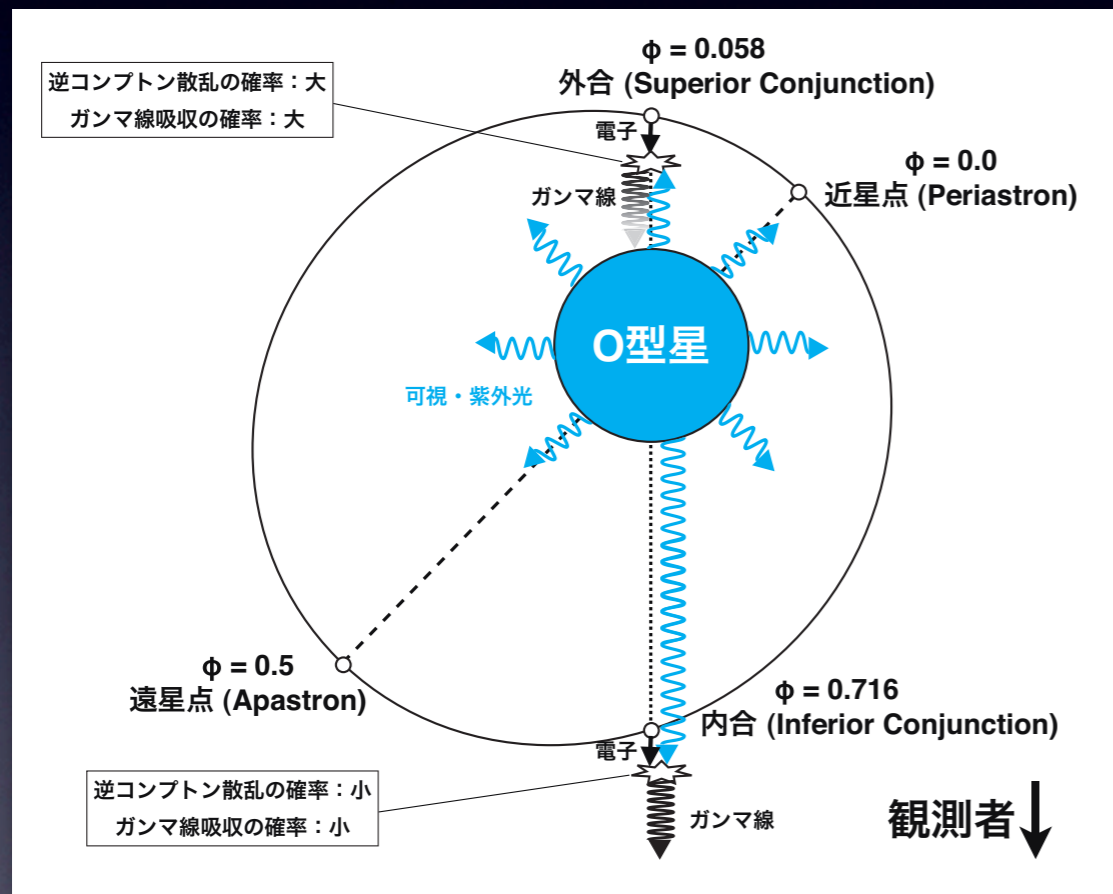 φ = 0.058
外合 (Superior Conjunction)
逆コンプトン散乱の確率：大
ガンマ線吸収の確率：大
電子
φ = 0.0
近星点 (Periastron)
ガンマ線
O型星
可視・紫外光
φ = 0.5
遠星点 (Apastron)
φ = 0.716
内合 (Inferior Conjunction)
電子
逆コンプトン散乱の確率：小
ガンマ線吸収の確率：小
ガンマ線
観測者